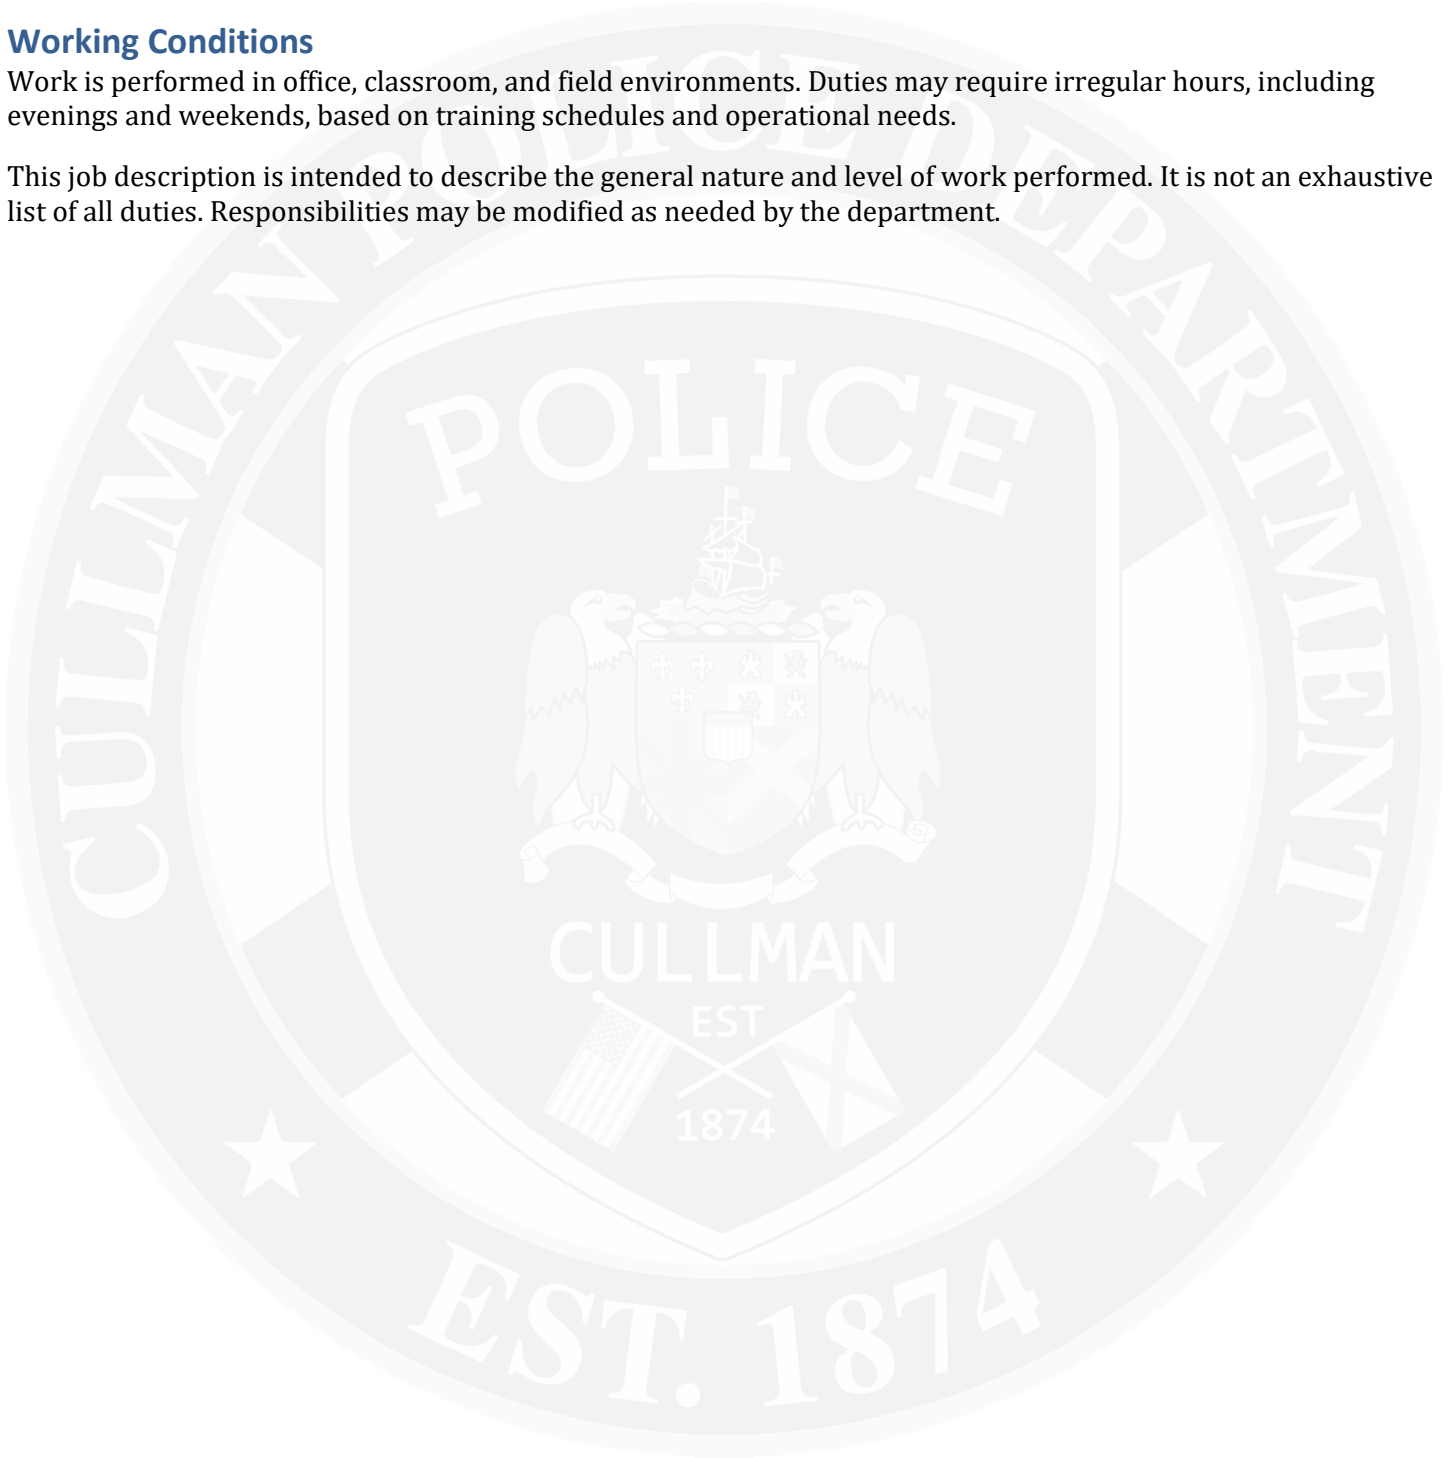 Working Conditions
Work is performed in office, classroom, and field environments. Duties may require irregular hours, including
evenings and weekends, based on training schedules and operational needs.
This job description is intended to describe the general nature and level of work performed. It is not an exhaustive
list of all duties. Responsibilities may be modified as needed by the department.
CULLMAN POLICE DEPARTMENT
POLICE
CULLMAN
EST
1874
EST. 1874